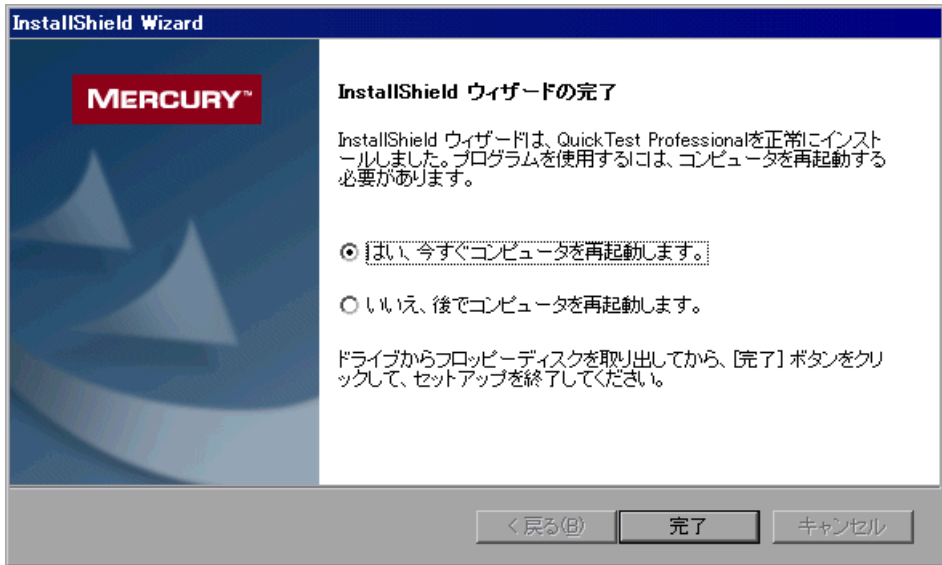 InstallShield Wizard
MERCURY™
InstallShield ウィザードの完了
InstallShield ウィザードは、QuickTest Professionalを正常にインスト
ールしました。プログラムを使用するには、コンピュータを再起動する
必要があります。
はい、今すぐコンピュータを再起動します。
いいえ、後でコンピュータを再起動します。
ドライブからフロッピーディスクを取り出してから、[完了] ボタンをクリ
ックして、セットアップを終了してください。
< 戻る(B)
完了
キャンセル